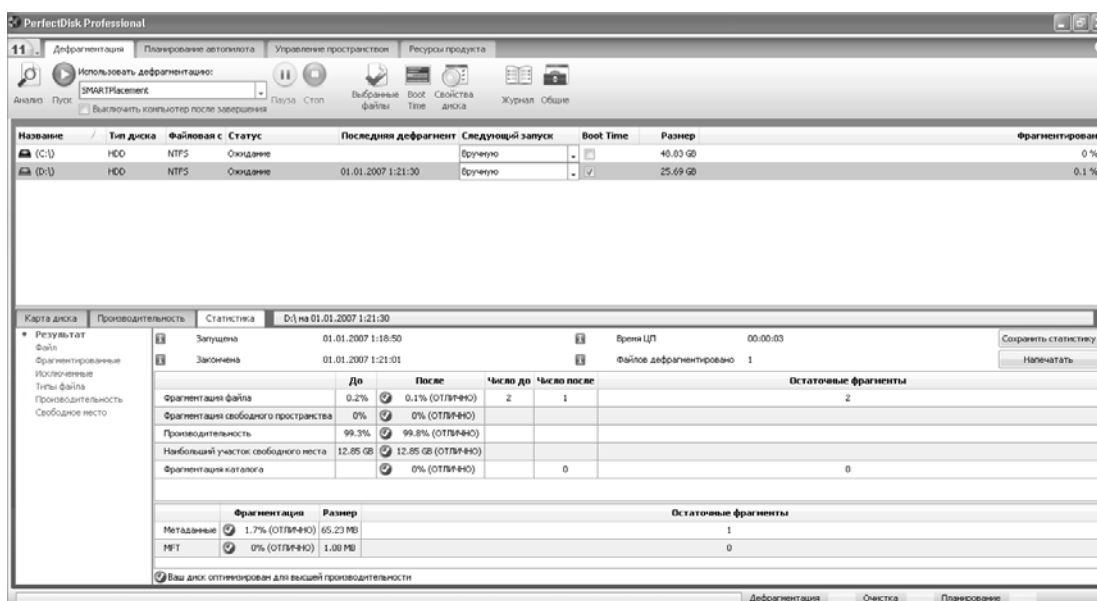 PerfectDisk Professional
11 Дефрагментация Планирование автопилота Управление пространством Ресурсы продукта
Использовать дефрагментацию:
SMARTPlacement
Выключить компьютер после завершения
Анализ Пуск Пауза Стоп Выбранные файлы Boot Time Свойства диска Журнал Общие
Название Тип диска Файловая с Статус Последняя дефрагмент Следующий запуск Boot Time Размер Фрагментирован
(C:\) HDD NTFS Ожидание Вручную 48.83 GB 0 %
(D:\) HDD NTFS Ожидание 01.01.2007 1:21:30 Вручную 25.69 GB 0.1 %
Карта диска Производительность Статистика D:\ на 01.01.2007 1:21:30
Результат
Файл
Фрагментированные
Исключенные
Типы файла
Производительность
Свободное место
Запущена 01.01.2007 1:18:50 Время ЦП 00:00:03 Сохранить статистику
Закончена 01.01.2007 1:21:01 Файлов дефрагментировано 1 Напечатать
До После Число до Число после Остаточные фрагменты
Фрагментация файла 0.2% 0.1% (ОТЛИЧНО) 2 1 2
Фрагментация свободного пространства 0% 0% (ОТЛИЧНО)
Производительность 99.3% 99.8% (ОТЛИЧНО)
Наибольший участок свободного места 12.85 GB 12.85 GB (ОТЛИЧНО)
Фрагментация каталога 0% (ОТЛИЧНО) 0 0
Фрагментация Размер Остаточные фрагменты
Метаданные 1.7% (ОТЛИЧНО) 65.23 MB 1
MFT 0% (ОТЛИЧНО) 1.00 MB 0
Ваш диск оптимизирован для высшей производительности
Дефрагментация Очистка Планирование